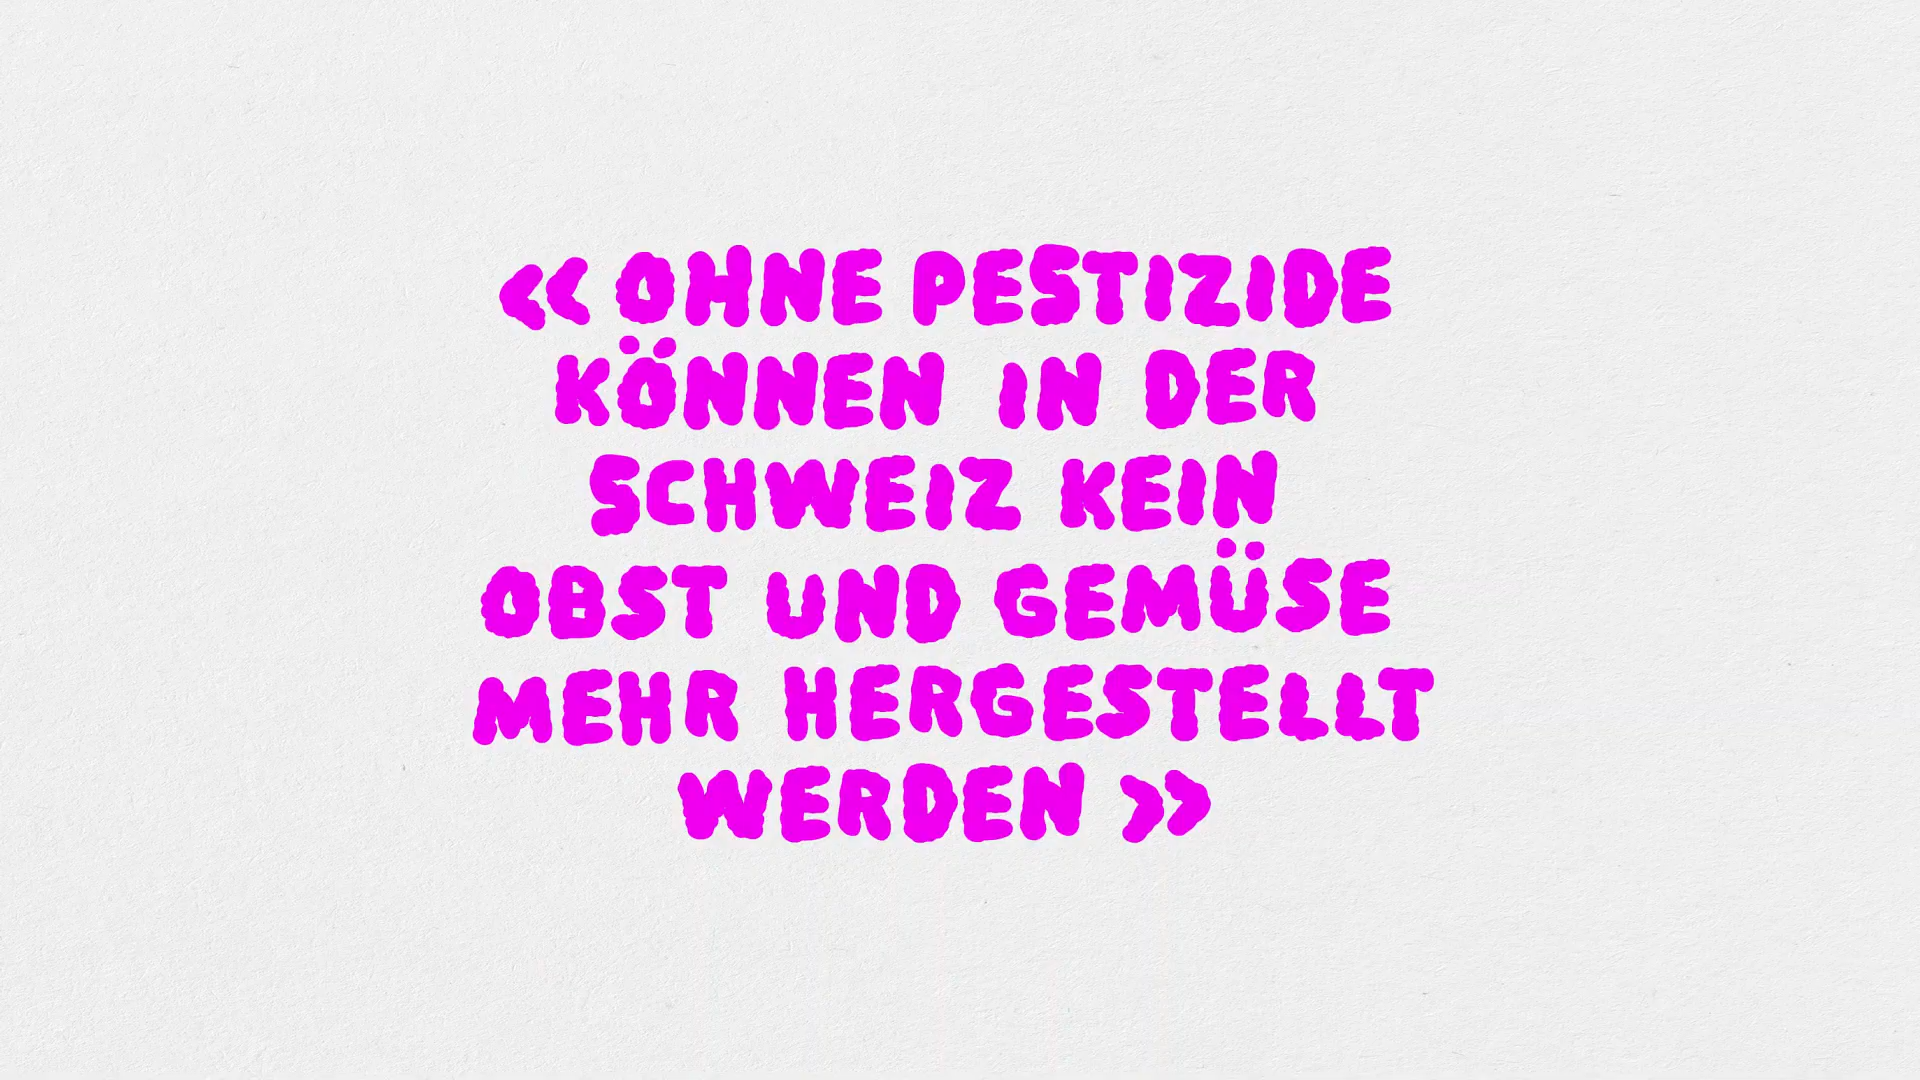 «OHNE PESTIZIDE
KÖNNEN IN DER
SCHWEIZ KEIN
OBST UND GEMÜSE
MEHR HERGESTELLT
WERDEN»